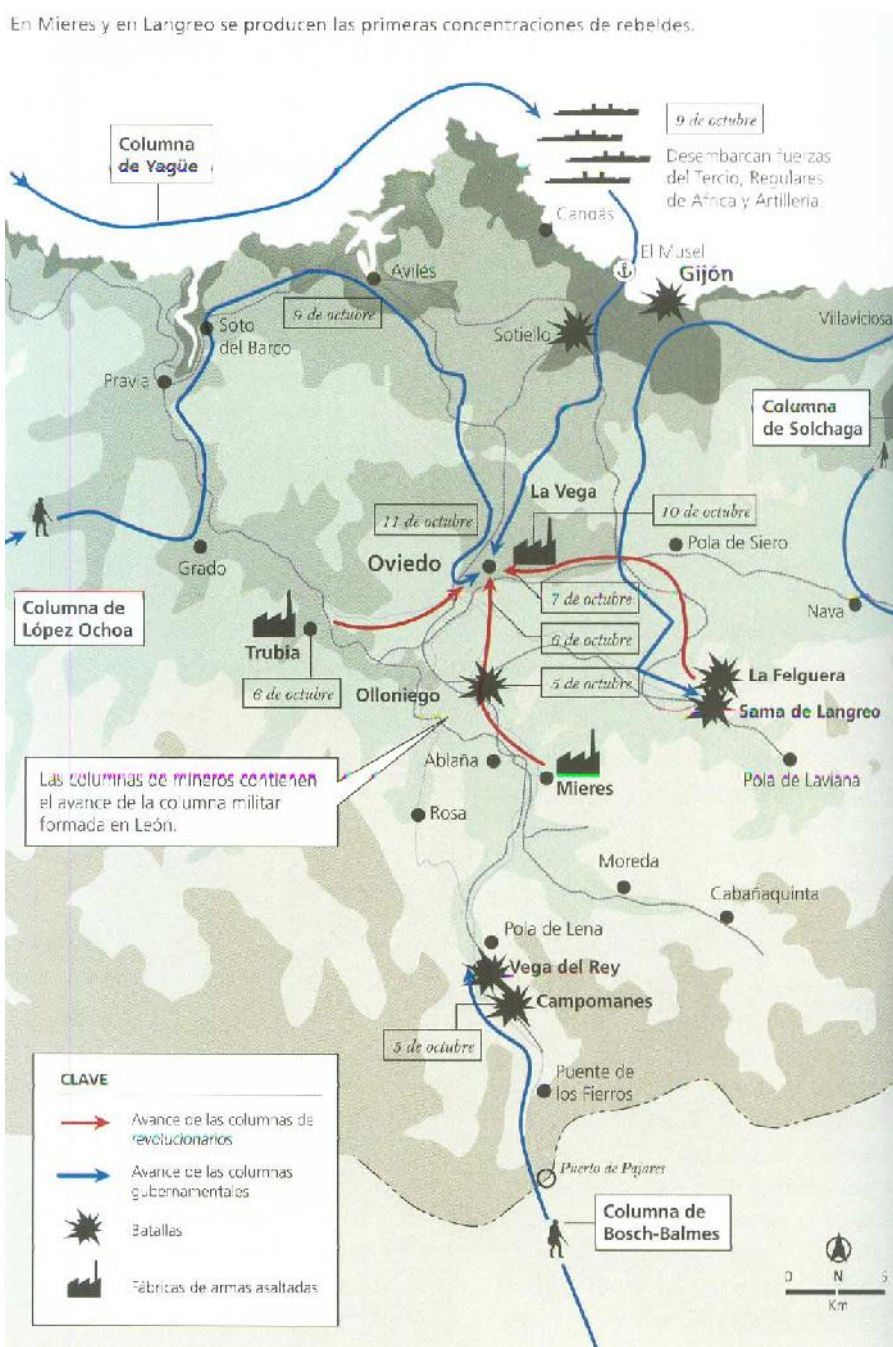 En Mieres y en Langreo se producen las primeras concentraciones de rebeldes.
Columna
de Yagüe
9 de octubre
Desembarcan fuerzas
del Tercio, Regulares
de Africa y Artillería.
Candás
El Musel
Gijón
Avilés
9 de octubre
Soto
del Barco
Sotiello
Villaviciosa
Pravia
Columna
de Solchaga
La Vega
11 de octubre
10 de octubre
Oviedo
Pola de Siero
Grado
7 de octubre
Nava
Columna de
López Ochoa
Trubia
6 de octubre
6 de octubre
Olloniego
5 de octubre
La Felguera
Sama de Langreo
Las columnas de mineros contienen
el avance de la columna militar
formada en León.
Ablaña
Mieres
Pola de Laviana
Rosa
Moreda
Cabañaquinta
Pola de Lena
Vega del Rey
Campomanes
5 de octubre
Puente de
los Fierros
CLAVE
Avance de las columnas de
revolucionarios
Avance de las columnas
gubernamentales
Batallas
Fábricas de armas asaltadas
Puerto de Pajares
Columna de
Bosch-Balmes
0 N 5
Km